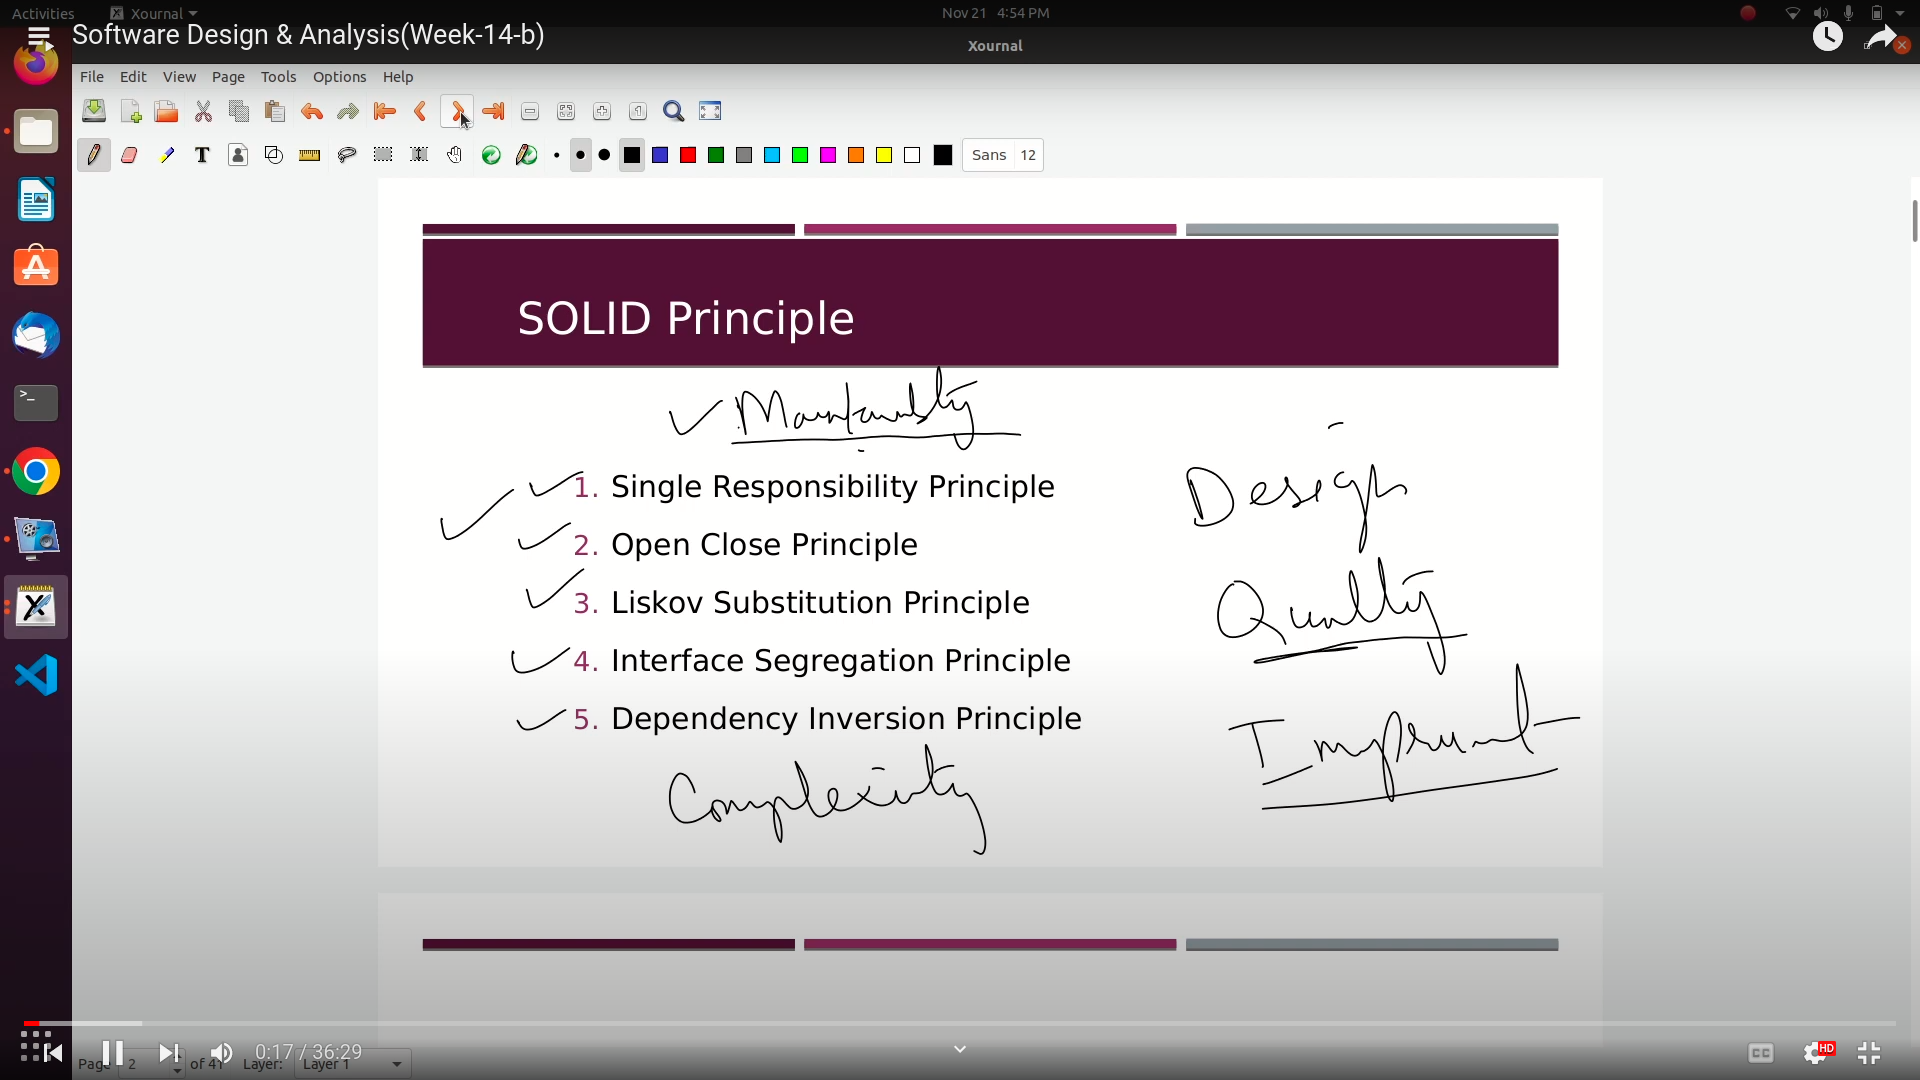 Activities Xournal Nov 21 4:54 PM
Software Design & Analysis(Week-14-b)
Xournal
File Edit View Page Tools Options Help
Sans 12
SOLID Principle
1. Single Responsibility Principle
2. Open Close Principle
3. Liskov Substitution Principle
4. Interface Segregation Principle
5. Dependency Inversion Principle
Design
Quality
Complexity
0:17 / 36:29
CC HD
Page 2 of 41 Layer: Layer 1